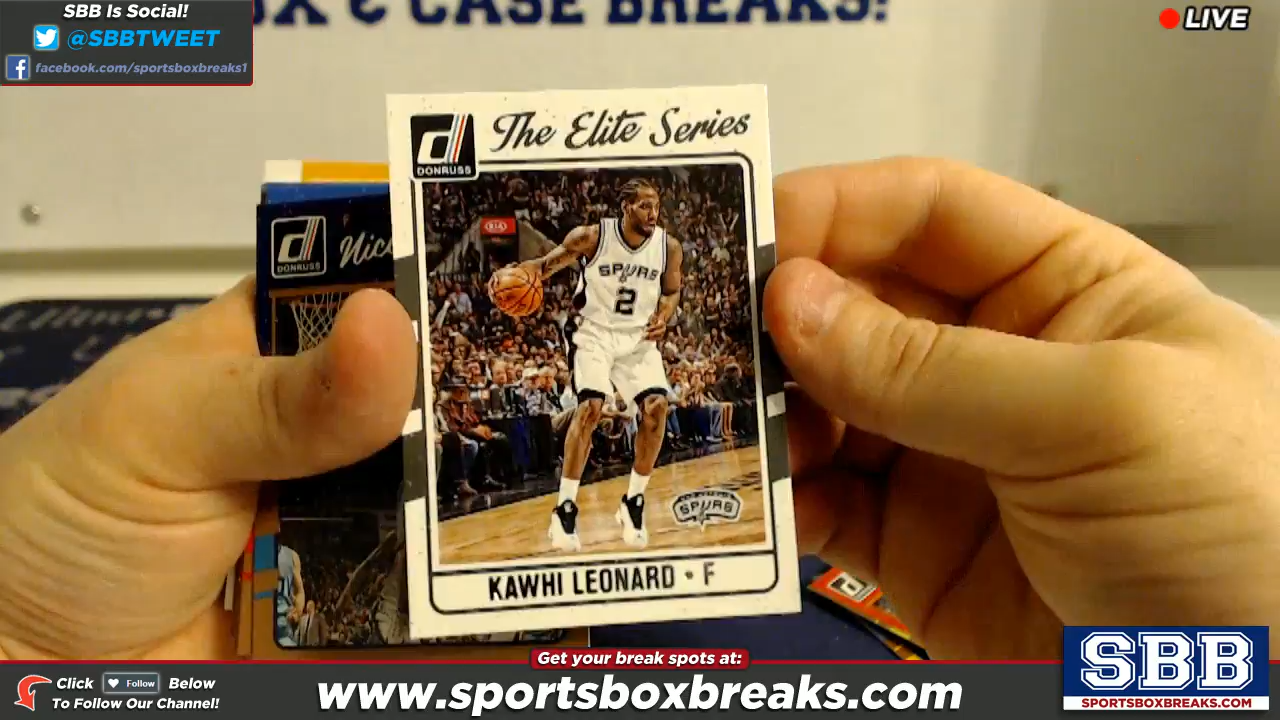 SBB Is Social!
@SBBTWEET
facebook.com/sportsboxbreaks1
BOX & CASE BREAKS!
LIVE
d
DONRUSS
The Elite Series
d
DONRUSS
KIA
SPURS
2
SPURS
KAWHI LEONARD • F
Get your break spots at:
Click Follow Below
To Follow Our Channel!
www.sportsboxbreaks.com
SBB
SPORTSBOXBREAKS.COM